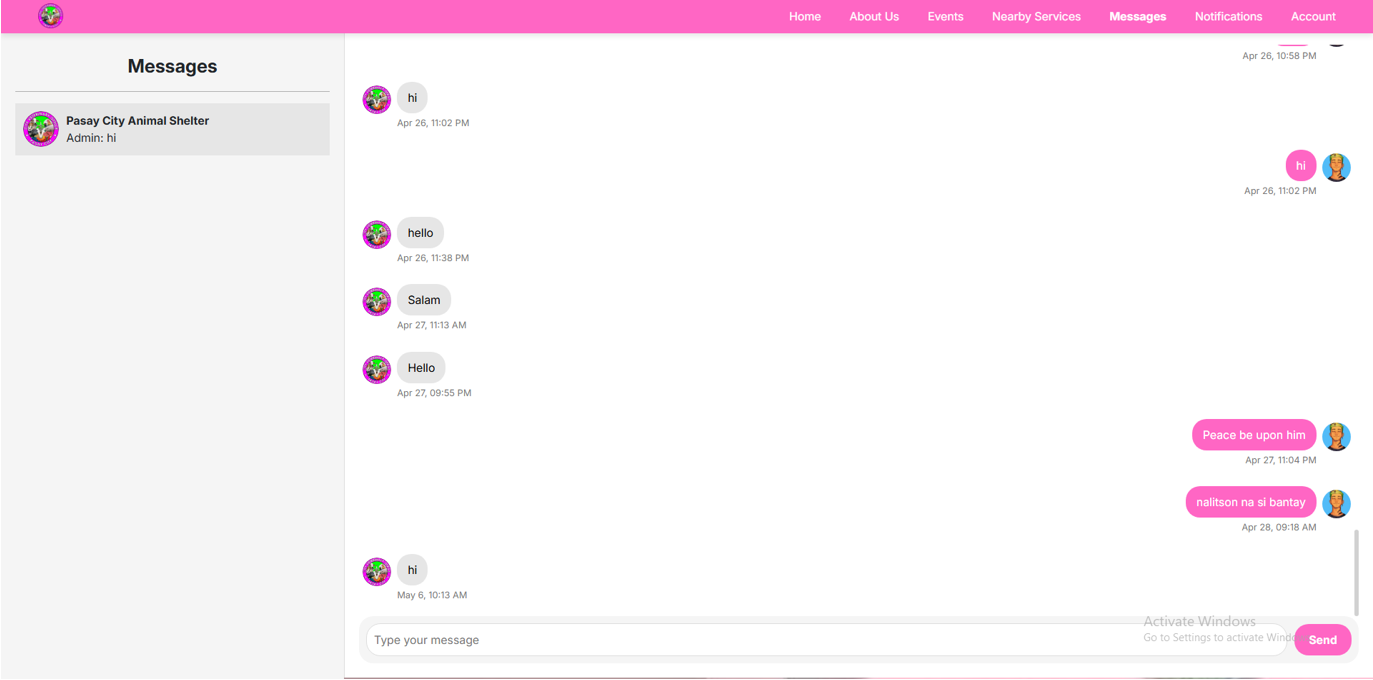 Home About Us Events Nearby Services Messages Notifications Account
Messages
Pasay City Animal Shelter
Admin: hi
Apr 26, 10:58 PM
hi
Apr 26, 11:02 PM
hi
Apr 26, 11:02 PM
hello
Apr 26, 11:38 PM
Salam
Apr 27, 11:13 AM
Hello
Apr 27, 09:55 PM
Peace be upon him
Apr 27, 11:04 PM
nalitson na si bantay
Apr 28, 09:18 AM
hi
May 6, 10:13 AM
Type your message
Send
Activate Windows
Go to Settings to activate Windo